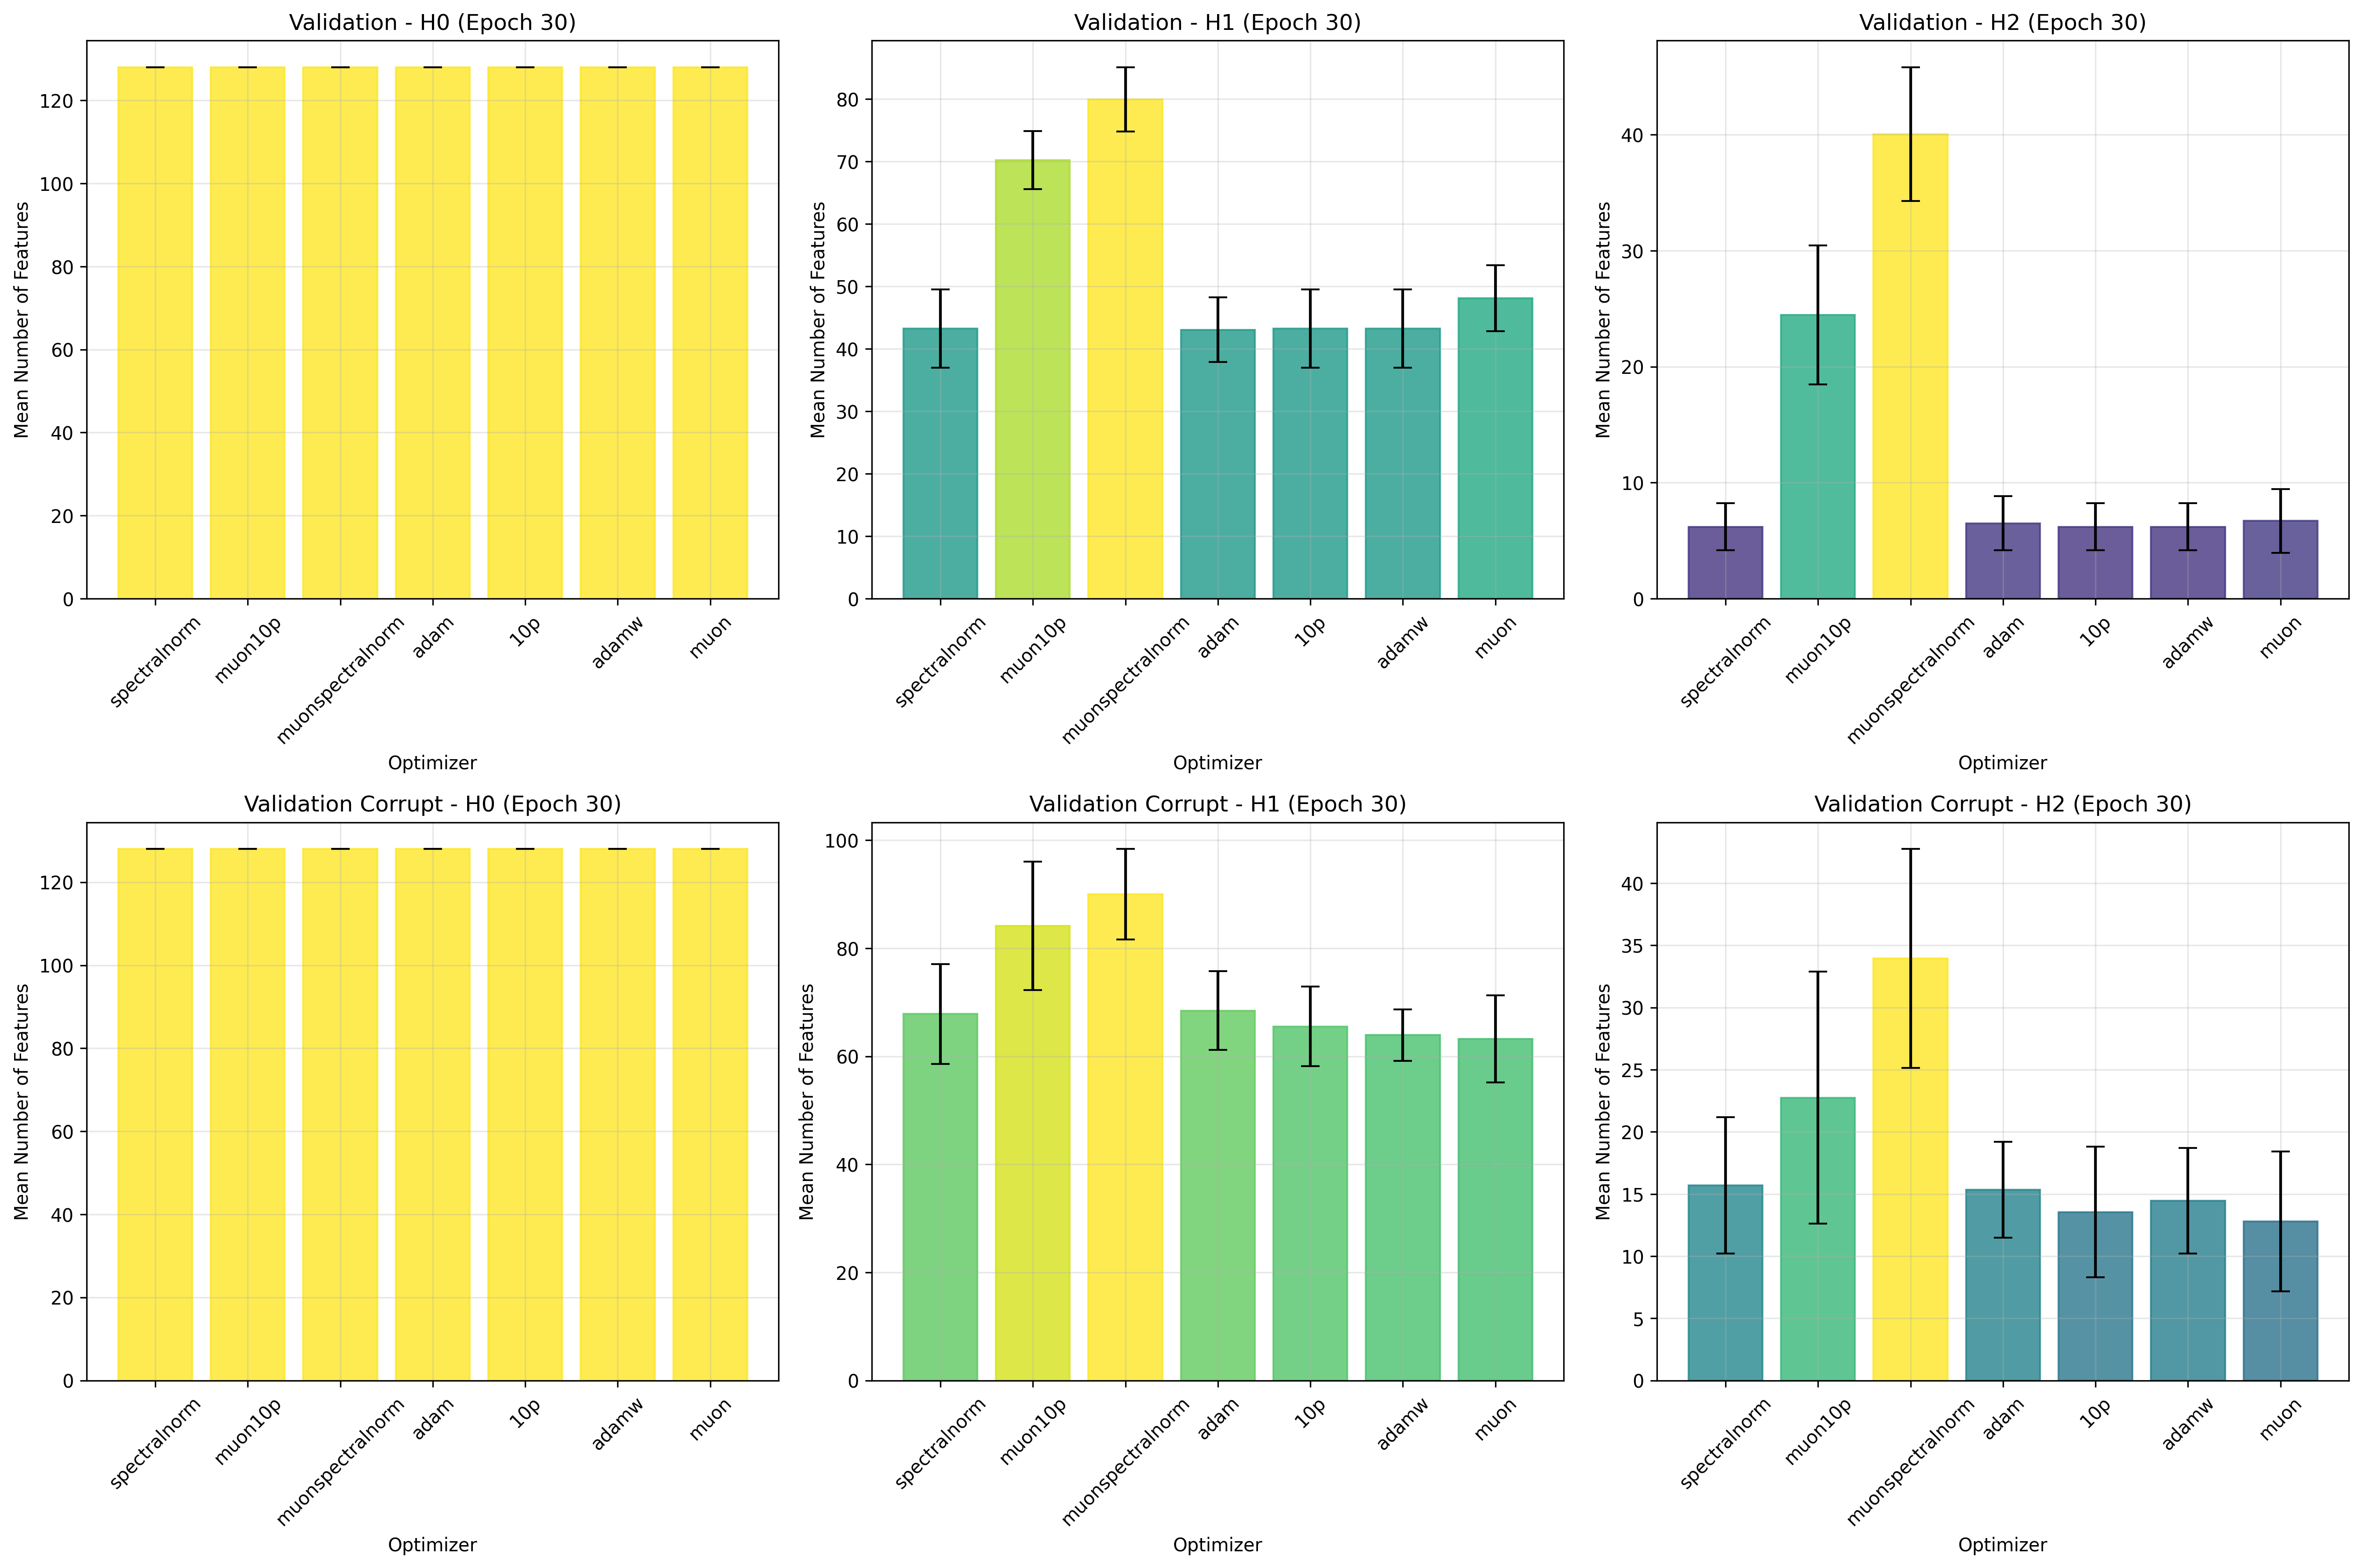 Validation - H0 (Epoch 30)
Mean Number of Features
120
100
80
60
40
20
0
spectralnorm
muon10p
muonspectralnorm
adam
10p
adamw
muon
Optimizer
Validation - H1 (Epoch 30)
Mean Number of Features
80
70
60
50
40
30
20
10
0
spectralnorm
muon10p
muonspectralnorm
adam
10p
adamw
muon
Optimizer
Validation - H2 (Epoch 30)
Mean Number of Features
40
30
20
10
0
spectralnorm
muon10p
muonspectralnorm
adam
10p
adamw
muon
Optimizer
Validation Corrupt - H0 (Epoch 30)
Mean Number of Features
120
100
80
60
40
20
0
spectralnorm
muon10p
muonspectralnorm
adam
10p
adamw
muon
Optimizer
Validation Corrupt - H1 (Epoch 30)
Mean Number of Features
100
80
60
40
20
0
spectralnorm
muon10p
muonspectralnorm
adam
10p
adamw
muon
Optimizer
Validation Corrupt - H2 (Epoch 30)
Mean Number of Features
40
35
30
25
20
15
10
5
0
spectralnorm
muon10p
muonspectralnorm
adam
10p
adamw
muon
Optimizer